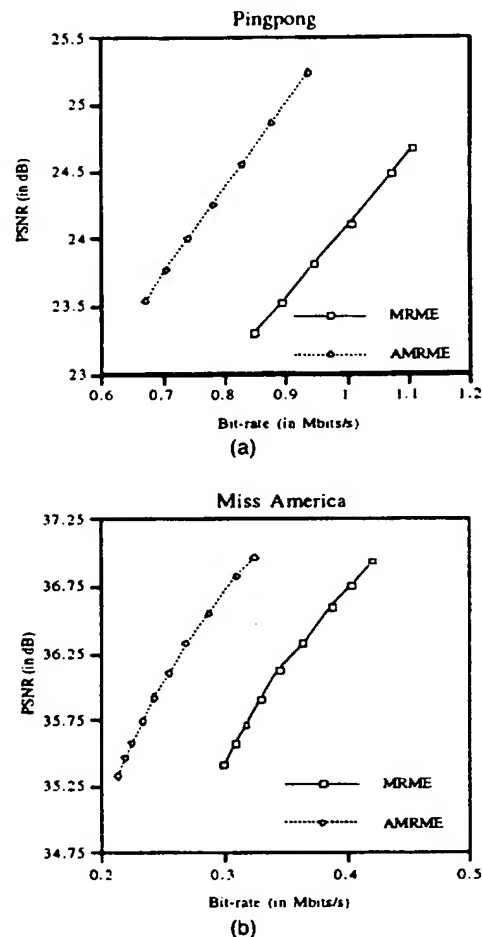 Pingpong
25.5
25
24.5
24
23.5
23
PSNR (in dB)
MRME
AMRME
0.6 0.7 0.8 0.9 1 1.1 1.2
Bit-rate (in Mbits/s)
(a)
Miss America
37.25
36.75
36.25
35.75
35.25
34.75
PSNR (in dB)
MRME
AMRME
0.2 0.3 0.4 0.5
Bit-rate (in Mbits/s)
(b)